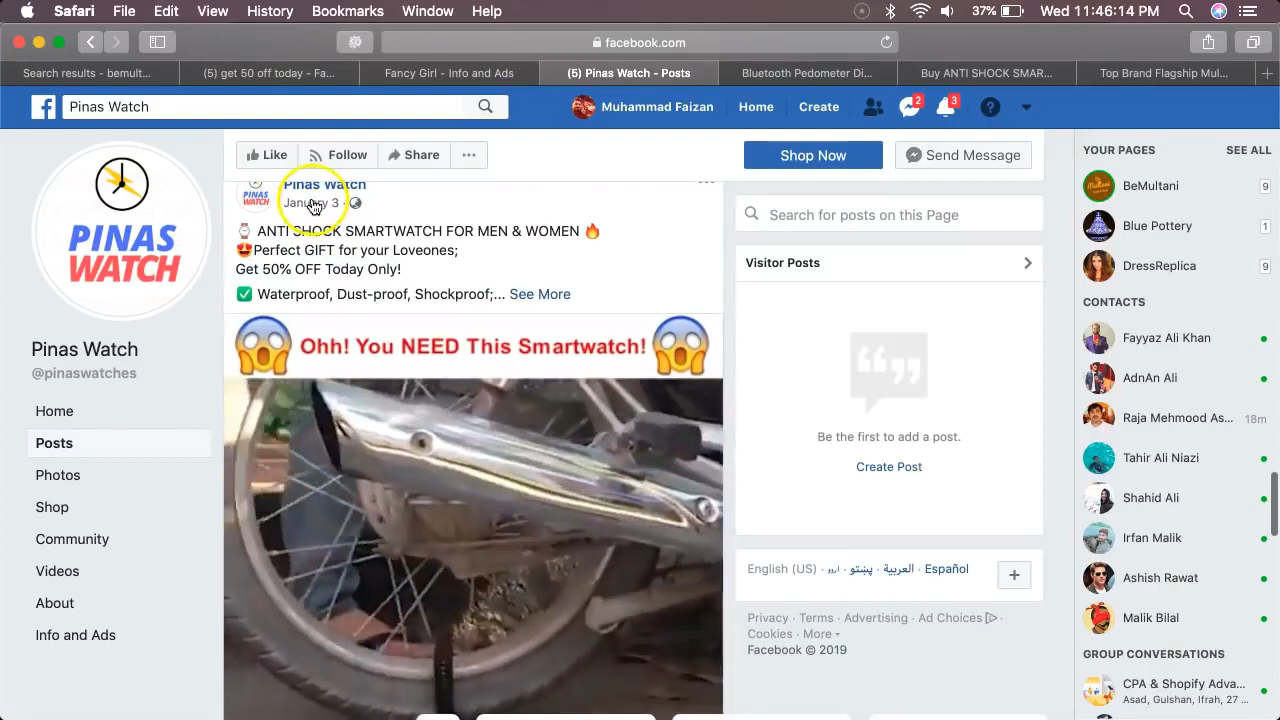 Safari File Edit View History Bookmarks Window Help 37% Wed 11:46:14 PM
facebook.com
Search results - bemult... (5) get 50 off today - Fa... Fancy Girl - Info and Ads (5) Pinas Watch - Posts Bluetooth Pedometer Di... Buy ANTI SHOCK SMAR... Top Brand Flagship Mul...
Pinas Watch Muhammad Faizan Home Create 2 3
Like Follow Share Shop Now Send Message
PINAS WATCH
Pinas Watch
@pinaswatches
Home
Posts
Photos
Shop
Community
Videos
About
Info and Ads
PINAS WATCH
Pinas Watch
January 3 ·
⌚ ANTI SHOCK SMARTWATCH FOR MEN & WOMEN 🔥
😍Perfect GIFT for your Loveones;
Get 50% OFF Today Only!
✅ Waterproof, Dust-proof, Shockproof;... See More
😱 Ohh! You NEED This Smartwatch! 😱
Search for posts on this Page
Visitor Posts
Be the first to add a post.
Create Post
English (US) · اردو · پښتو · العربية · Español
Privacy · Terms · Advertising · Ad Choices ·
Cookies · More
Facebook © 2019
YOUR PAGES SEE ALL
BeMultani 9
Blue Pottery 1
DressReplica 9
CONTACTS
Fayyaz Ali Khan
AdnAn Ali
Raja Mehmood As... 18m
Tahir Ali Niazi
Shahid Ali
Irfan Malik
Ashish Rawat
Malik Bilal
GROUP CONVERSATIONS
CPA & Shopify Adva...
Asad, Gulshan, Ifrah, 27 ...